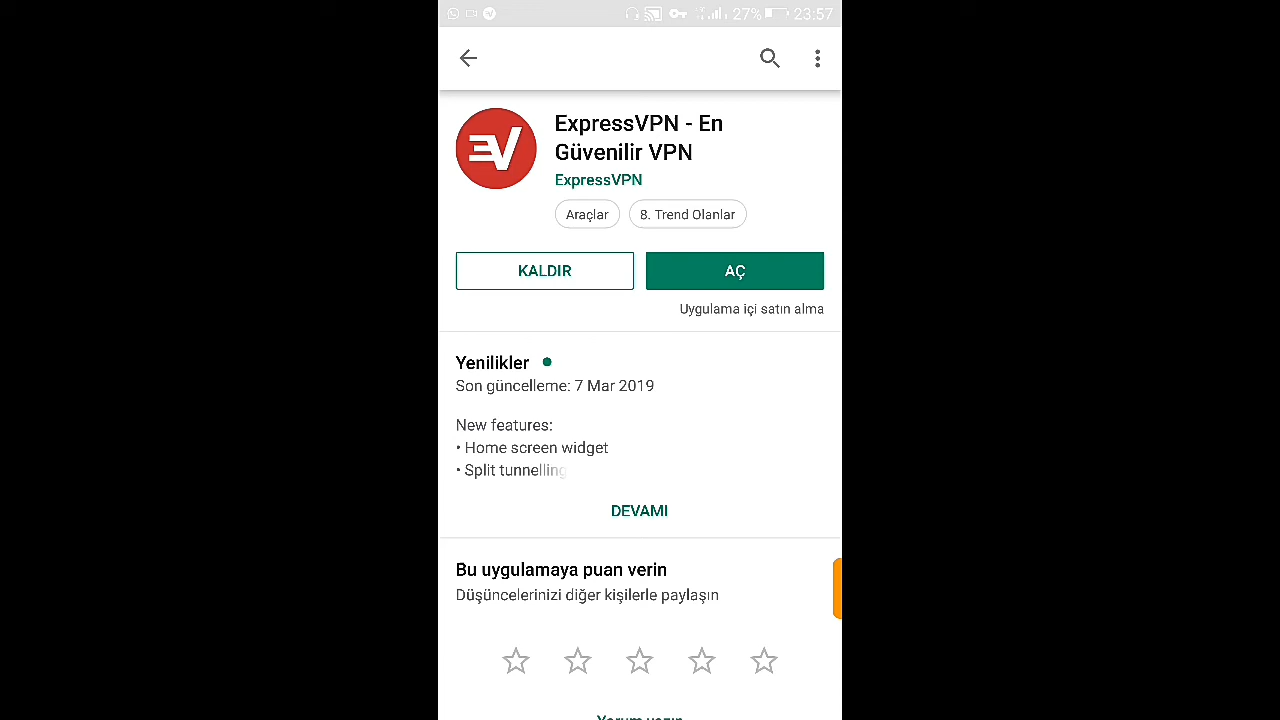 27% 23:57
ExpressVPN - En
Güvenilir VPN
ExpressVPN
Araçlar 8. Trend Olanlar
KALDIR AÇ
Uygulama içi satın alma
Yenilikler
Son güncelleme: 7 Mar 2019
New features:
• Home screen widget
• Split tunnelling
DEVAMI
Bu uygulamaya puan verin
Düşüncelerinizi diğer kişilerle paylaşın